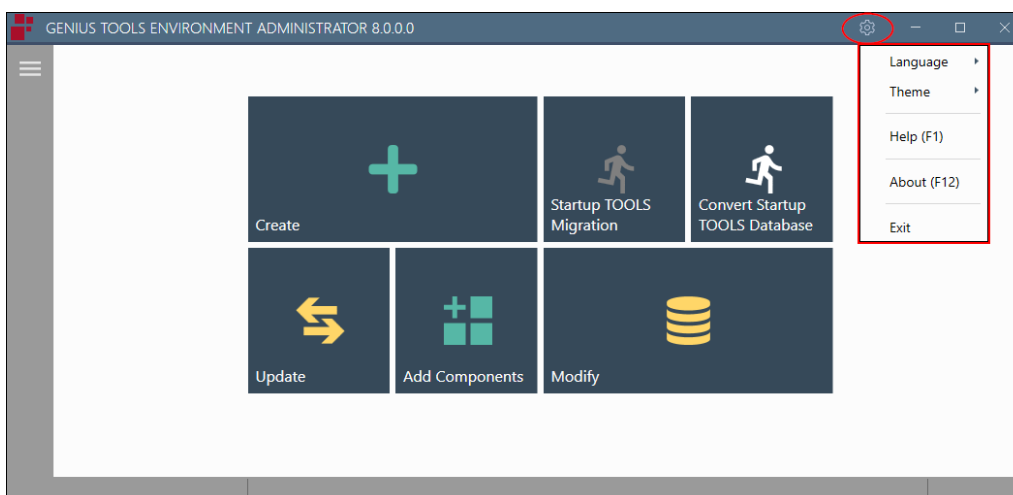 GENIUS TOOLS ENVIRONMENT ADMINISTRATOR 8.0.0.0
Language
Theme
Help (F1)
About (F12)
Exit
Create
Startup TOOLS
Migration
Convert Startup
TOOLS Database
Update
Add Components
Modify